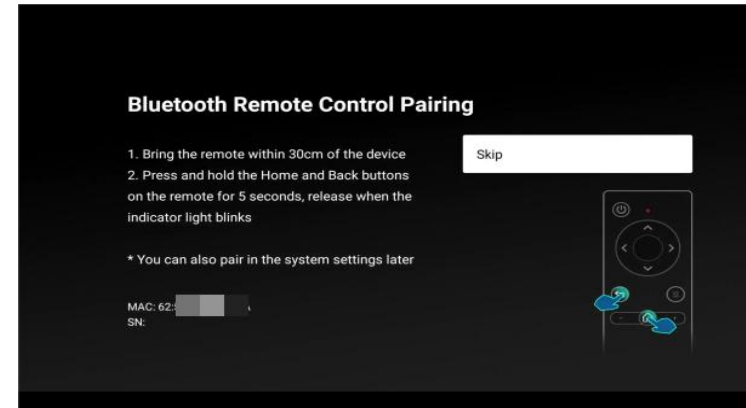 Bluetooth Remote Control Pairing
1. Bring the remote within 30cm of the device
2. Press and hold the Home and Back buttons
on the remote for 5 seconds, release when the
indicator light blinks
* You can also pair in the system settings later
MAC: 62:
SN:
Skip